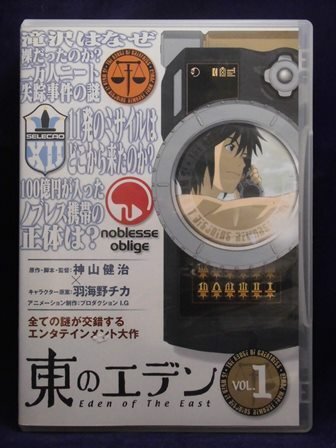 滝沢はなぜ
裸だったのか?
二万人ニート
失踪事件の謎
SELECAO
XII
11発のミサイルは
どこから来たのか?
100億円が入った
ノブレス携帯の
正体は?
noblesse
oblige
原作・脚本・監督:神山健治
×
キャラクター原案:羽海野チカ
アニメーション制作:プロダクション I.G
全ての謎が交錯する
エンタテインメント大作
東のエデン
VOL.1
Eden of The East